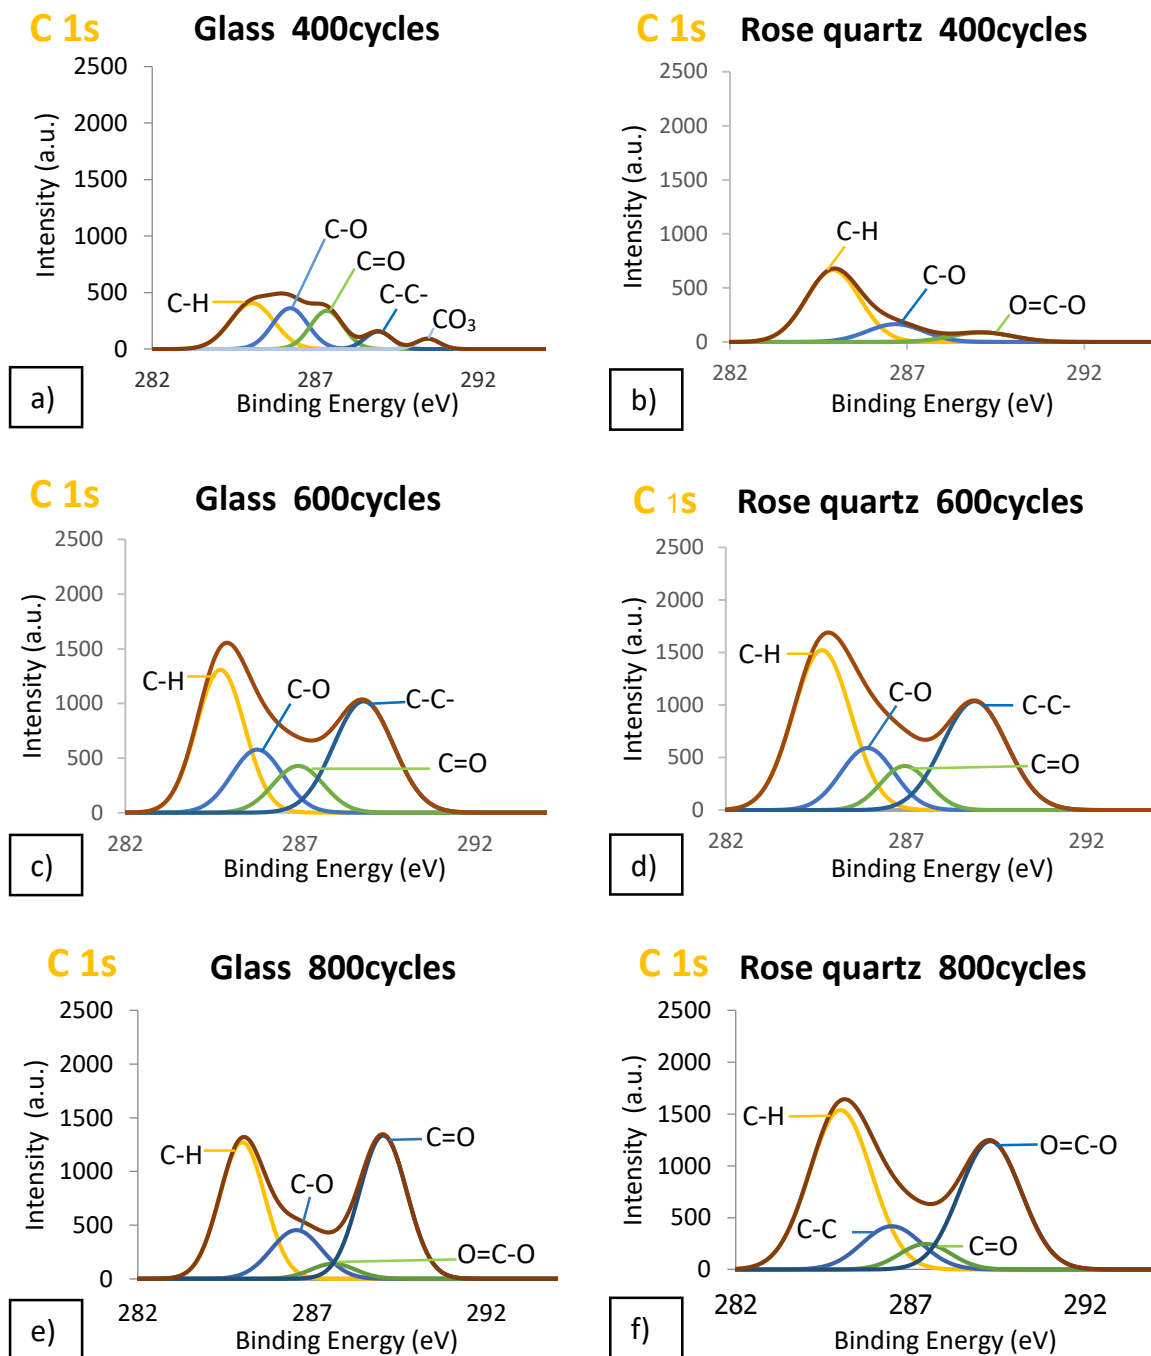 C 1s Glass 400cycles
Intensity (a.u.)
2500
2000
1500
1000
500
0
C-H
C-O
C=O
C-C-
CO₃
282 287 292
Binding Energy (eV)
a)
C 1s Rose quartz 400cycles
Intensity (a.u.)
2500
2000
1500
1000
500
0
C-H
C-O
O=C-O
282 287 292
Binding Energy (eV)
b)
C 1s Glass 600cycles
Intensity (a.u.)
2500
2000
1500
1000
500
0
C-H
C-O
C-C-
C=O
282 287 292
Binding Energy (eV)
c)
C 1s Rose quartz 600cycles
Intensity (a.u.)
2500
2000
1500
1000
500
0
C-H
C-O
C-C-
C=O
282 287 292
Binding Energy (eV)
d)
C 1s Glass 800cycles
Intensity (a.u.)
2500
2000
1500
1000
500
0
C-H
C-O
C=O
O=C-O
282 287 292
Binding Energy (eV)
e)
C 1s Rose quartz 800cycles
Intensity (a.u.)
2500
2000
1500
1000
500
0
C-H
C-C
C=O
O=C-O
282 287 292
Binding Energy (eV)
f)